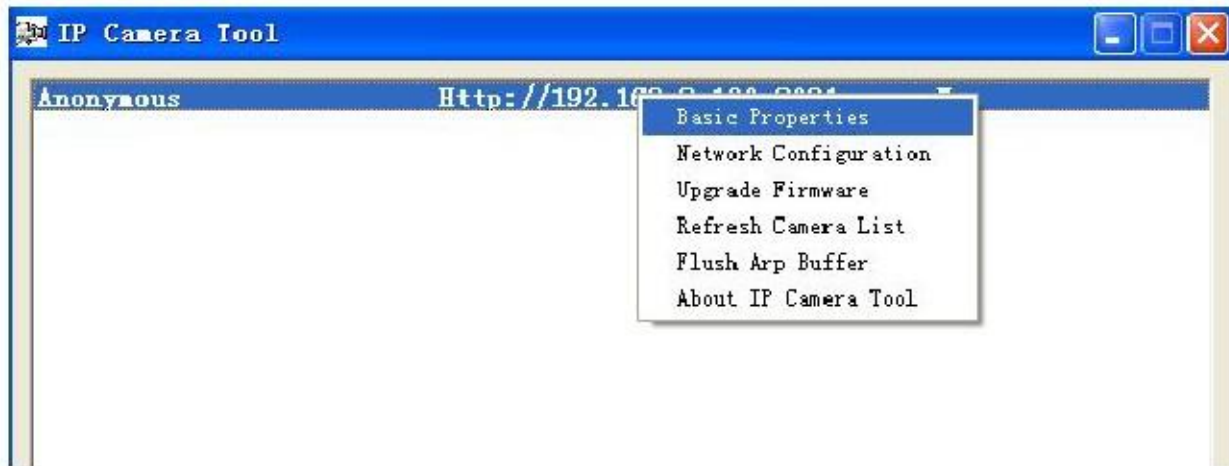 IP Camera Tool
Anonymous Http://192.168
Basic Properties
Network Configuration
Upgrade Firmware
Refresh Camera List
Flush Arp Buffer
About IP Camera Tool